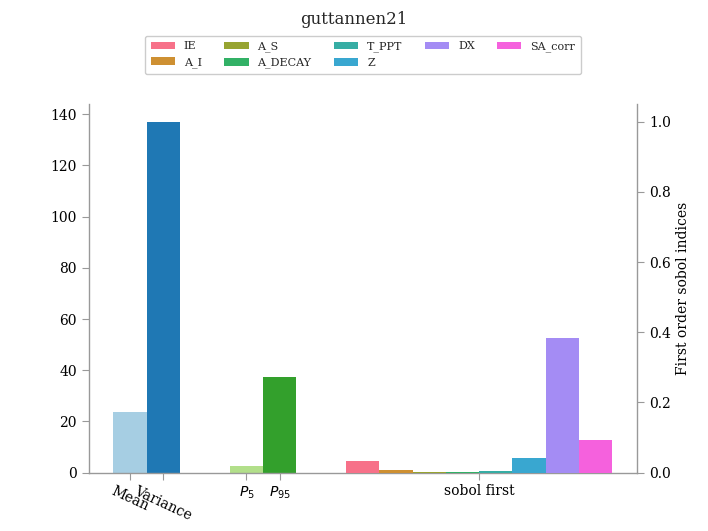 guttannen21
IE A_S T_PPT DX SA_corr
A_I A_DECAY Z
140
120
100
80
60
40
20
0
1.0
0.8
0.6
0.4
0.2
0.0
First order sobol indices
Mean
Variance
P5
P95
sobol first